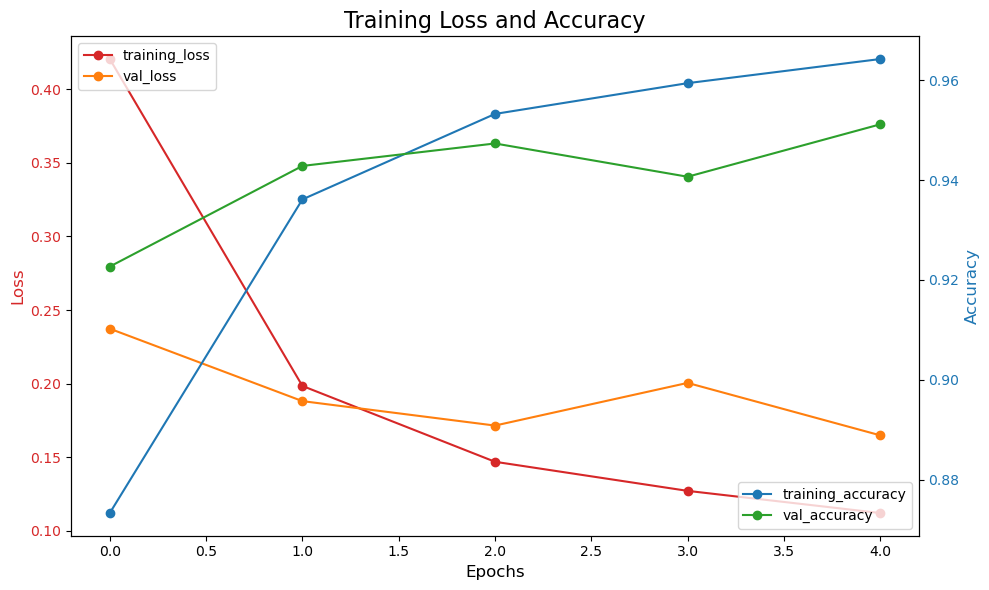 Training Loss and Accuracy
training_loss
val_loss
0.40
0.35
0.30
0.25
0.20
0.15
0.10
Loss
0.96
0.94
0.92
0.90
0.88
Accuracy
training_accuracy
val_accuracy
0.0 0.5 1.0 1.5 2.0 2.5 3.0 3.5 4.0
Epochs